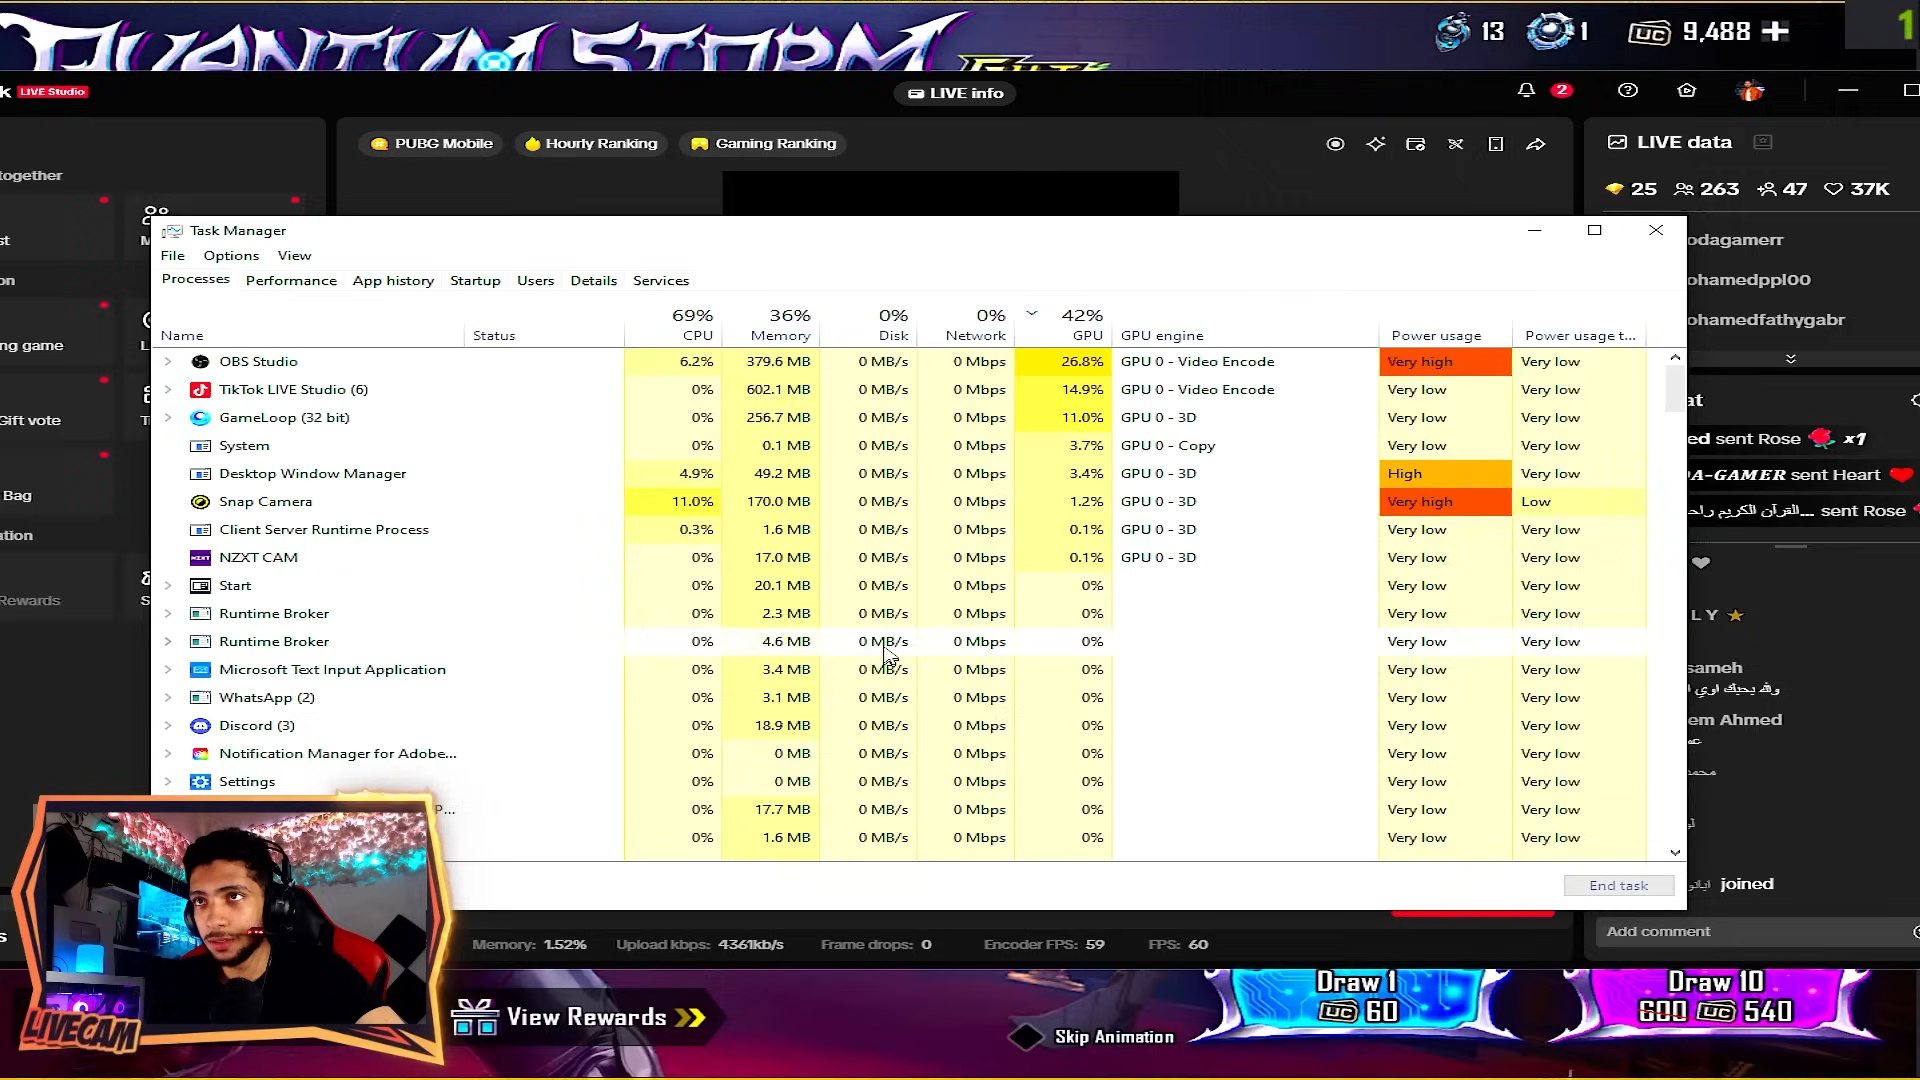 QUANTUM STORM
13
1
UC 9,488
1
k LIVE Studio
LIVE info
2
PUBG Mobile
Hourly Ranking
Gaming Ranking
LIVE data
25 263 47 37K
together
st
on
ng game
Gift vote
Bag
ation
Rewards
Task Manager
File Options View
Processes Performance App history Startup Users Details Services
69% 36% 0% 0% 42%
Name Status CPU Memory Disk Network GPU GPU engine Power usage Power usage t...
OBS Studio 6.2% 379.6 MB 0 MB/s 0 Mbps 26.8% GPU 0 - Video Encode Very high Very low
TikTok LIVE Studio (6) 0% 602.1 MB 0 MB/s 0 Mbps 14.9% GPU 0 - Video Encode Very low Very low
GameLoop (32 bit) 0% 256.7 MB 0 MB/s 0 Mbps 11.0% GPU 0 - 3D Very low Very low
System 0% 0.1 MB 0 MB/s 0 Mbps 3.7% GPU 0 - Copy Very low Very low
Desktop Window Manager 4.9% 49.2 MB 0 MB/s 0 Mbps 3.4% GPU 0 - 3D High Very low
Snap Camera 11.0% 170.0 MB 0 MB/s 0 Mbps 1.2% GPU 0 - 3D Very high Low
Client Server Runtime Process 0.3% 1.6 MB 0 MB/s 0 Mbps 0.1% GPU 0 - 3D Very low Very low
NZXT CAM 0% 17.0 MB 0 MB/s 0 Mbps 0.1% GPU 0 - 3D Very low Very low
Start 0% 20.1 MB 0 MB/s 0 Mbps 0% Very low Very low
Runtime Broker 0% 2.3 MB 0 MB/s 0 Mbps 0% Very low Very low
Runtime Broker 0% 4.6 MB 0 MB/s 0 Mbps 0% Very low Very low
Microsoft Text Input Application 0% 3.4 MB 0 MB/s 0 Mbps 0% Very low Very low
WhatsApp (2) 0% 3.1 MB 0 MB/s 0 Mbps 0% Very low Very low
Discord (3) 0% 18.9 MB 0 MB/s 0 Mbps 0% Very low Very low
Notification Manager for Adobe... 0% 0 MB 0 MB/s 0 Mbps 0% Very low Very low
Settings 0% 0 MB 0 MB/s 0 Mbps 0% Very low Very low
P... 0% 17.7 MB 0 MB/s 0 Mbps 0% Very low Very low
0% 1.6 MB 0 MB/s 0 Mbps 0% Very low Very low
End task
odagamerr
ohamedppl00
ohamedfathygabr
at
ed sent Rose x1
A-GAMER sent Heart
القرآن الكريم راح... sent Rose
LY
sameh
والله يحبك اوي
em Ahmed
joined
Add comment
Memory: 1.52% Upload kbps: 4361kb/s Frame drops: 0 Encoder FPS: 59 FPS: 60
LIVECAM
View Rewards
Skip Animation
Draw 1
UC 60
Draw 10
600 UC 540